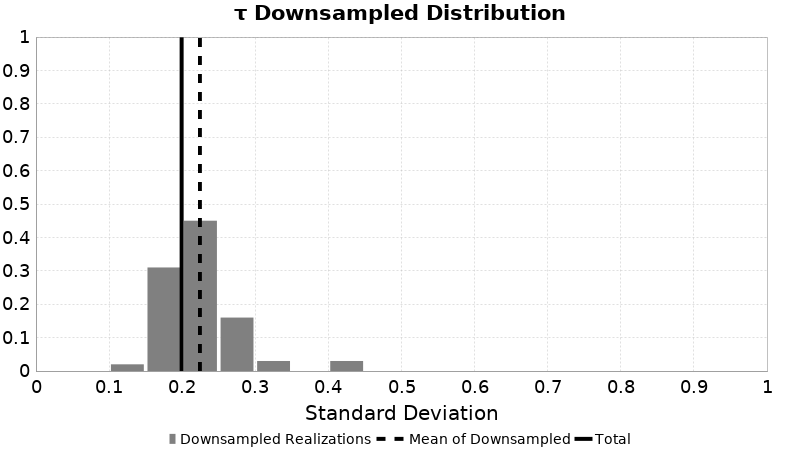 τ Downsampled Distribution
1
0.9
0.8
0.7
0.6
0.5
0.4
0.3
0.2
0.1
0
0 0.1 0.2 0.3 0.4 0.5 0.6 0.7 0.8 0.9 1
Standard Deviation
Downsampled Realizations Mean of Downsampled Total